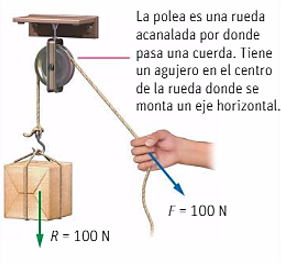 La polea es una rueda
acanalada por donde
pasa una cuerda. Tiene
un agujero en el centro
de la rueda donde se
monta un eje horizontal.
F = 100 N
R = 100 N